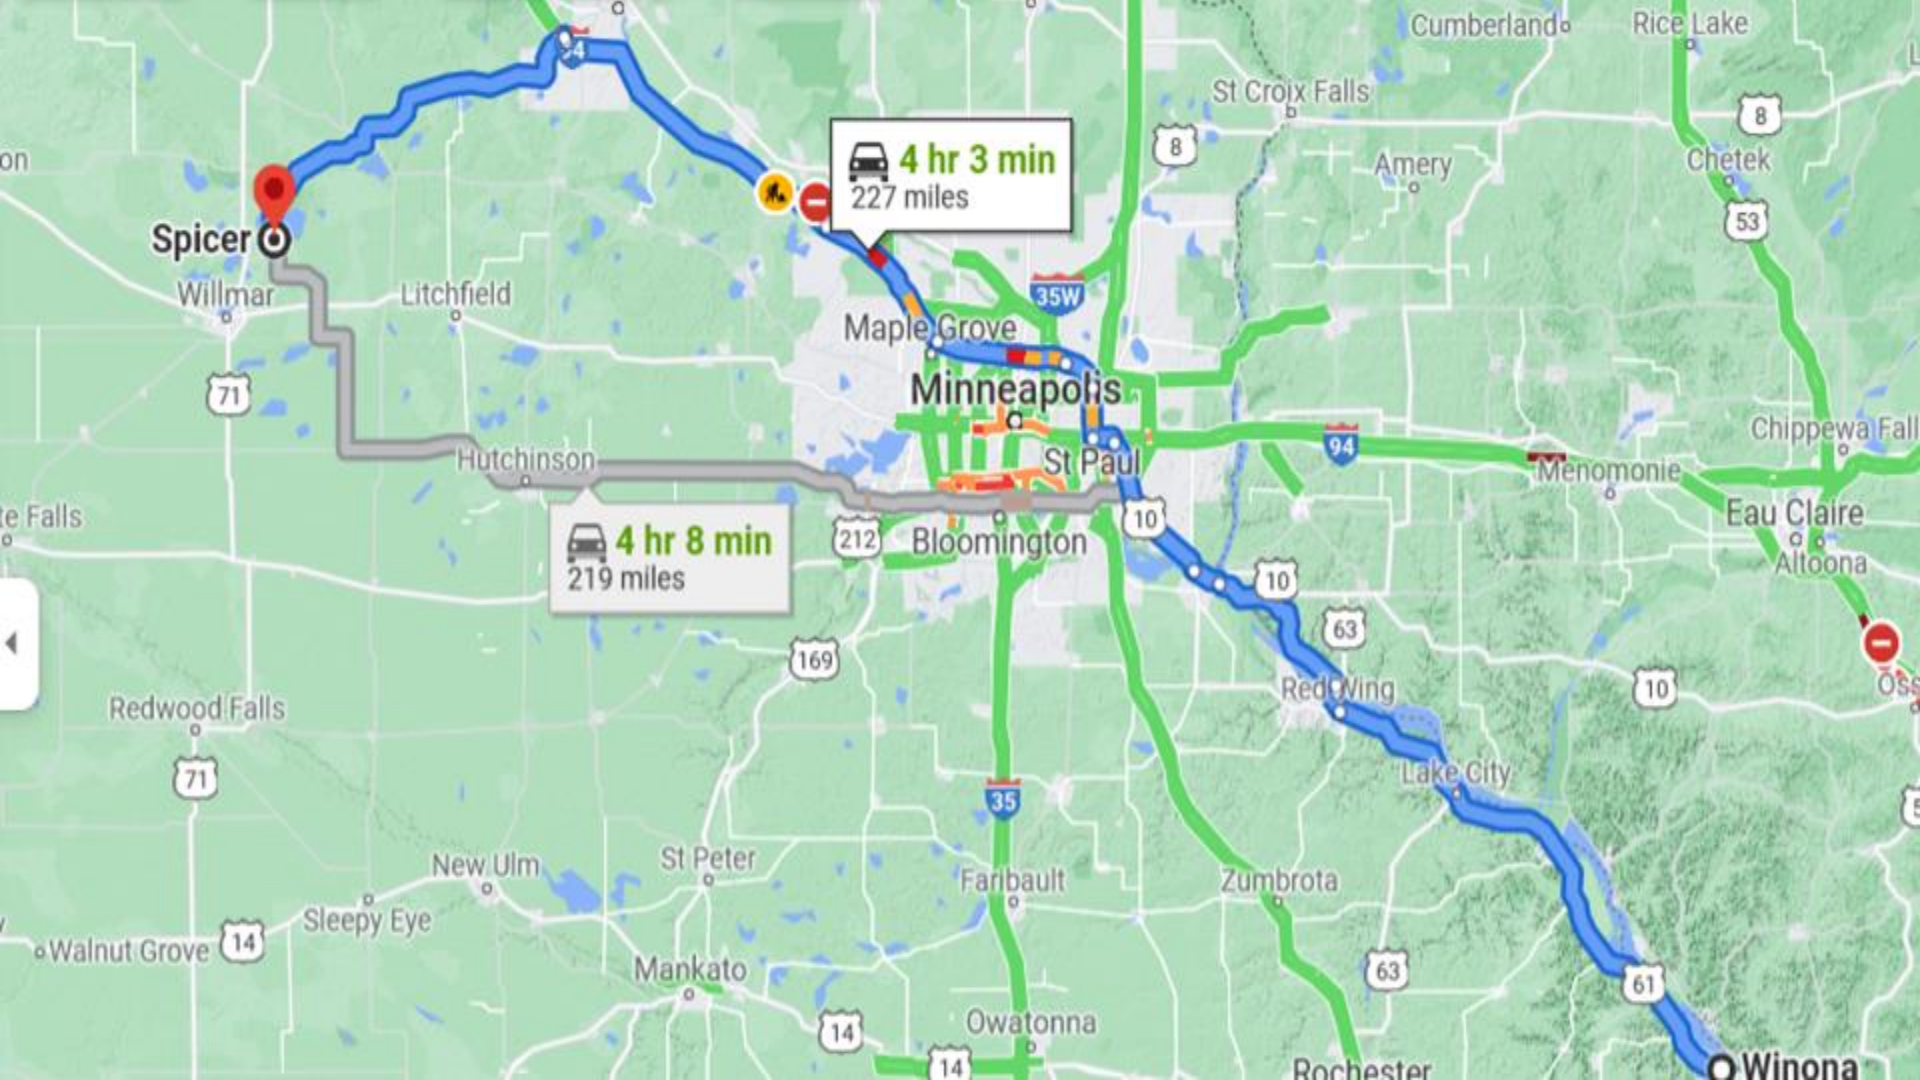 Cumberland
Rice Lake
94
St Croix Falls
8
8
on
4 hr 3 min
227 miles
Amery
Chetek
53
Spicer
Willmar
Litchfield
35W
Maple Grove
71
Minneapolis
94
Chippewa Fall
Hutchinson
St Paul
Menomonie
te Falls
10
Eau Claire
212
Bloomington
4 hr 8 min
219 miles
10
Altoona
63
169
Red Wing
10
Oss
Redwood Falls
71
Lake City
35
5
New Ulm
St Peter
Faribault
Zumbrota
Sleepy Eye
Walnut Grove
14
Mankato
63
61
Owatonna
14
14
Rochester
Winona